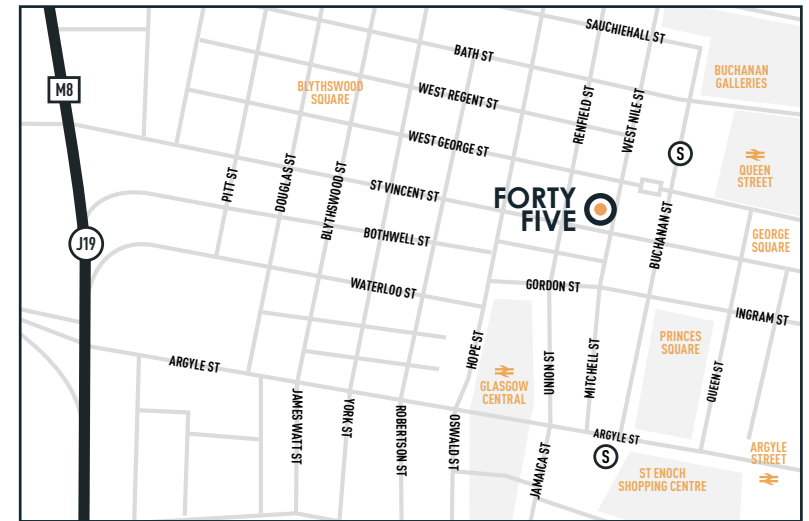 SAUCHIEHALL ST
BATH ST
M8
BUCHANAN
GALLERIES
BLYTHSWOOD
SQUARE
WEST REGENT ST
RENFIELD ST
WEST NILE ST
WEST GEORGE ST
S
QUEEN
STREET
PITT ST
DOUGLAS ST
BLYTHSWOOD ST
ST VINCENT ST
FORTY
FIVE
BUCHANAN ST
GEORGE
SQUARE
J19
BOTHWELL ST
WATERLOO ST
GORDON ST
INGRAM ST
PRINCES
SQUARE
HOPE ST
UNION ST
MITCHELL ST
QUEEN ST
ARGYLE ST
GLASGOW
CENTRAL
JAMES WATT ST
YORK ST
ROBERTSON ST
OSWALD ST
JAMAICA ST
ARGYLE ST
S
ARGYLE
STREET
ST ENOCH
SHOPPING CENTRE